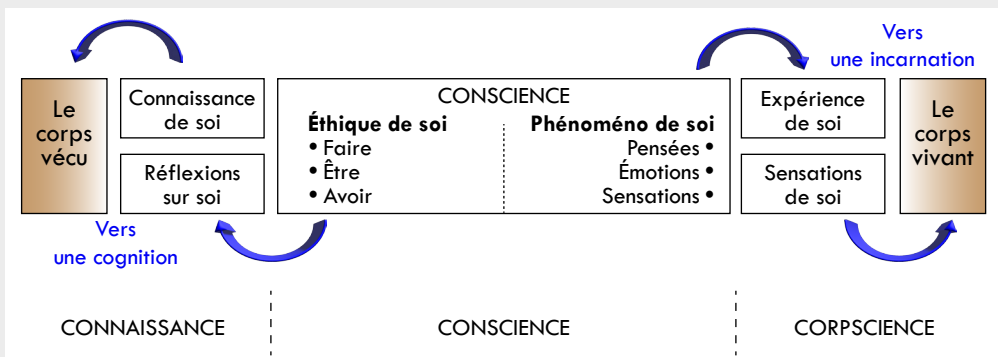 Vers
une incarnation
Le
corps
vécu
Connaissance
de soi
Réflexions
sur soi
CONSCIENCE
Éthique de soi
• Faire
• Être
• Avoir
Phénoméno de soi
Pensées •
Émotions •
Sensations •
Expérience
de soi
Sensations
de soi
Le
corps
vivant
Vers
une cognition
CONNAISSANCE
CONSCIENCE
CORPSCIENCE